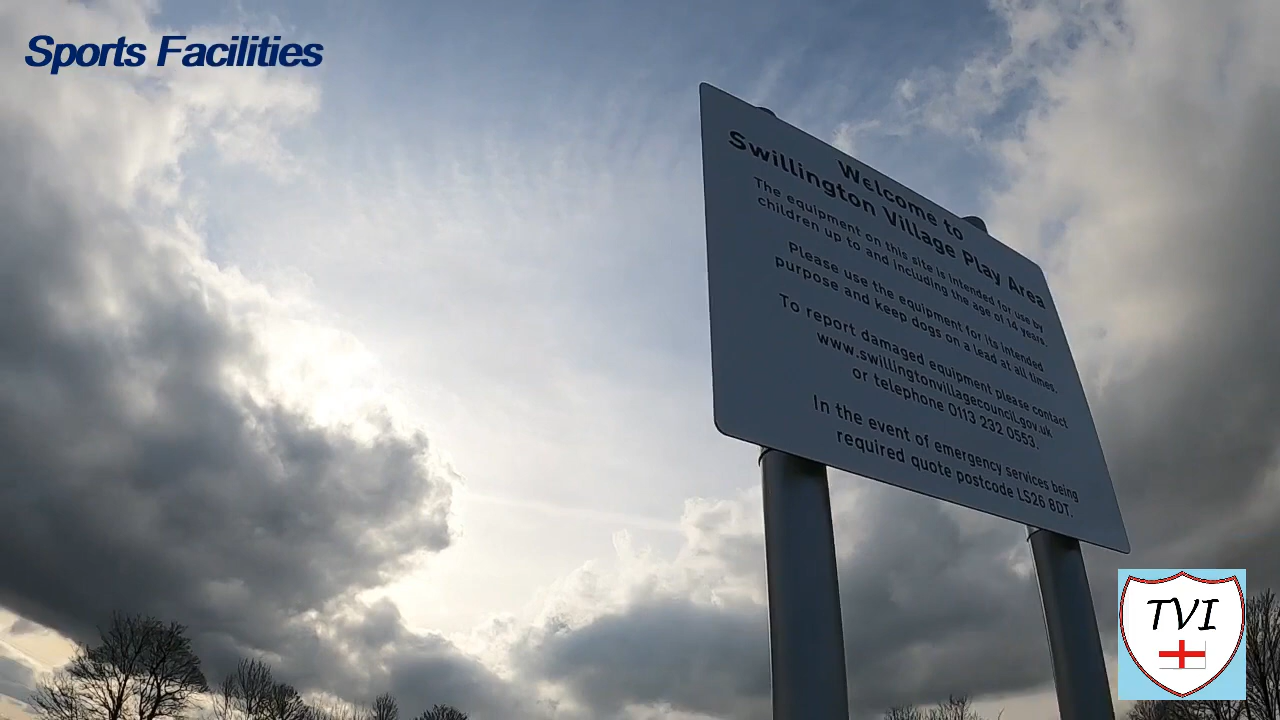 Sports Facilities
Welcome to
Swillington Village Play Area
The equipment on this site is intended for use by
children up to and including the age of 14 years.
Please use the equipment for its intended
purpose and keep dogs on a lead at all times.
To report damaged equipment please contact
www.swillingtonvillagecouncil.gov.uk
or telephone 0113 232 0553.
In the event of emergency services being
required quote postcode LS26 8DT.
TVI